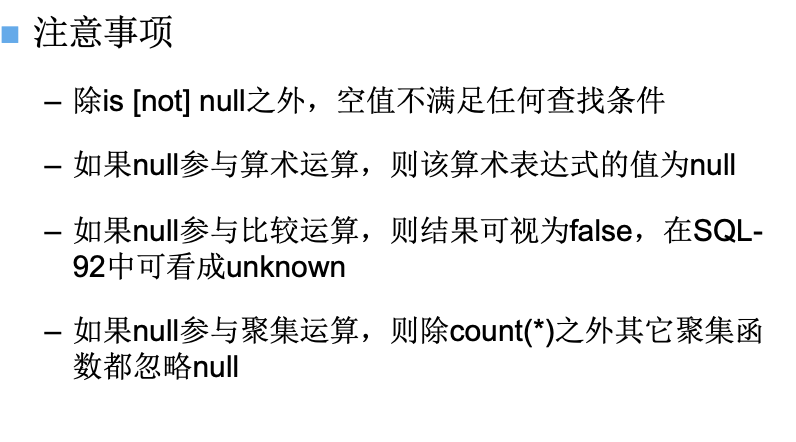 注意事项
– 除is [not] null之外，空值不满足任何查找条件
– 如果null参与算术运算，则该算术表达式的值为null
– 如果null参与比较运算，则结果可视为false，在SQL-
92中可看成unknown
– 如果null参与聚集运算，则除count(*)之外其它聚集函
数都忽略null